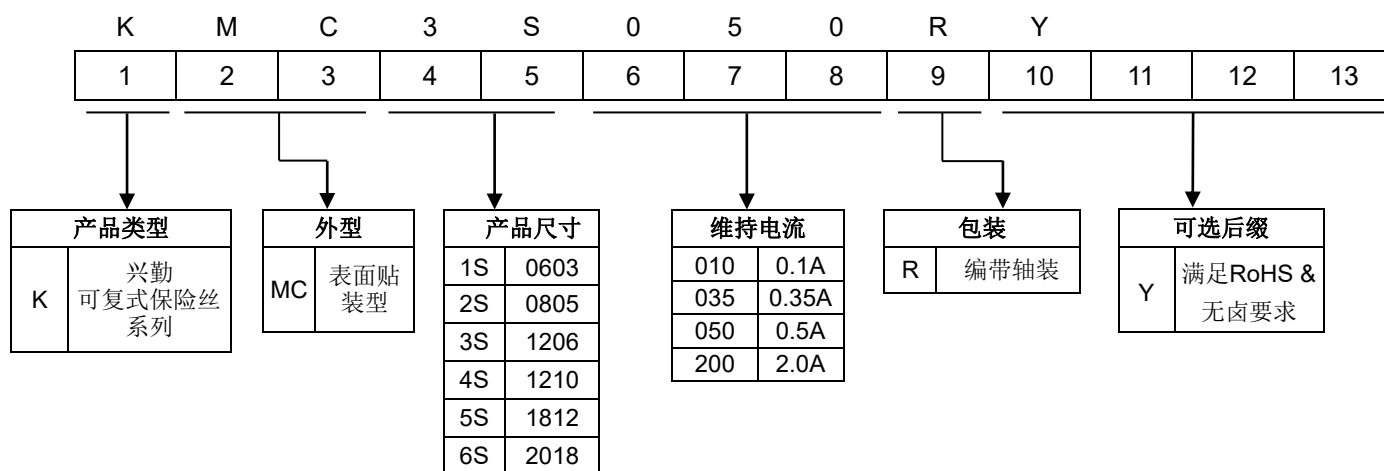 K M C 3 S 0 5 0 R Y
1 2 3 4 5 6 7 8 9 10 11 12 13
产品类型
K
兴勤
可复式保险丝
系列
外型
MC
表面贴
装型
产品尺寸
1S 0603
2S 0805
3S 1206
4S 1210
5S 1812
6S 2018
维持电流
010 0.1A
035 0.35A
050 0.5A
200 2.0A
包装
R 编带轴装
可选后缀
Y
满足RoHS &
无卤要求